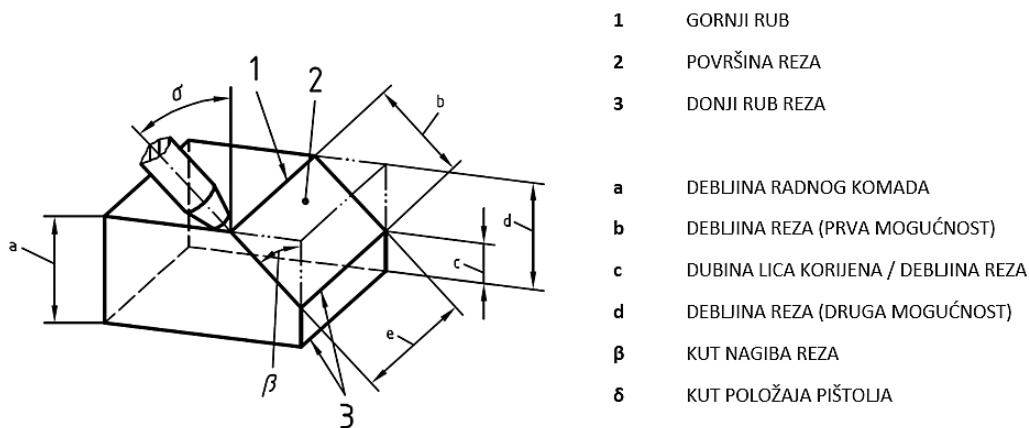 σ
1
2
b
a
d
c
e
β
3
1 GORNJI RUB
2 POVRŠINA REZA
3 DONJI RUB REZA
a DEBLJINA RADNOG KOMADA
b DEBLJINA REZA (PRVA MOGUĆNOST)
c DUBINA LICA KORIJENA / DEBLJINA REZA
d DEBLJINA REZA (DRUGA MOGUĆNOST)
β KUT NAGIBA REZA
δ KUT POLOŽAJA PIŠTOLJA